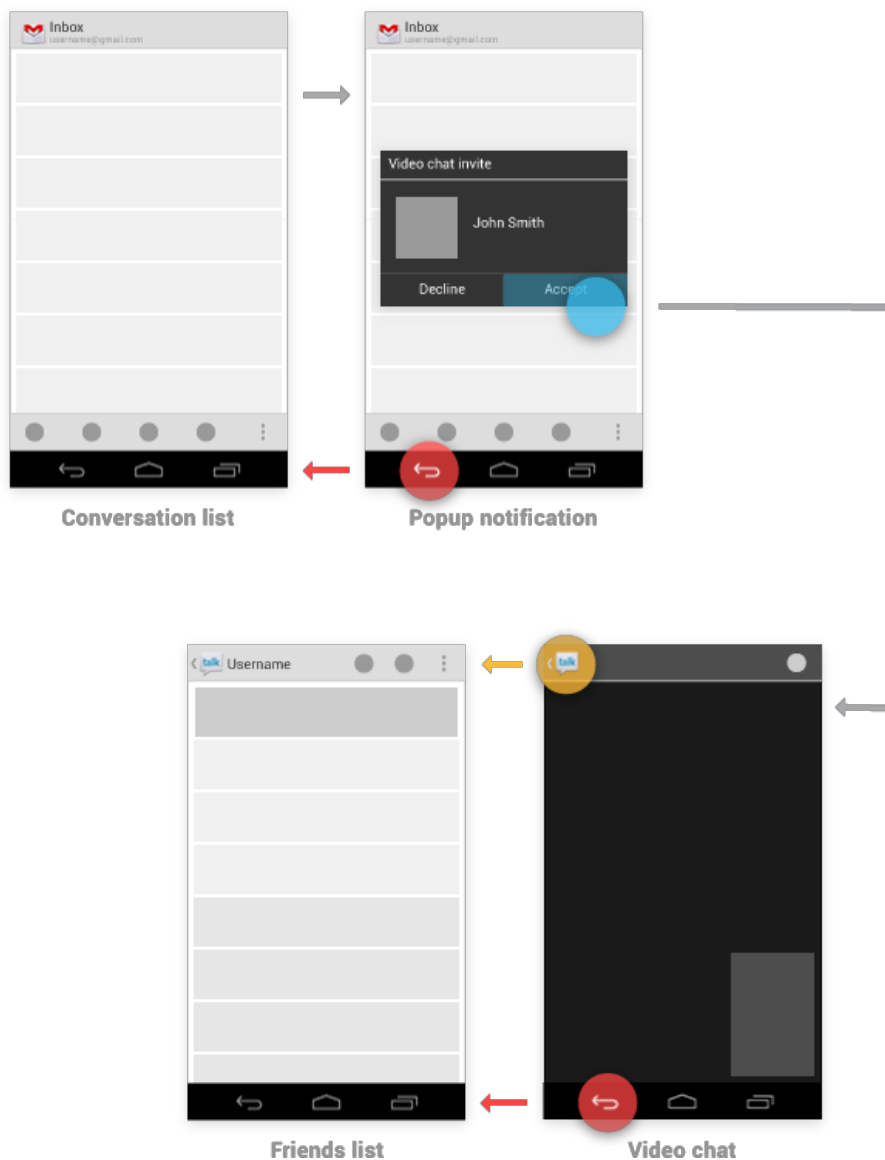 Inbox
username@gmail.com
Inbox
username@gmail.com
Video chat invite
John Smith
Decline
Accept
Conversation list
Popup notification
talk
Username
talk
Friends list
Video chat